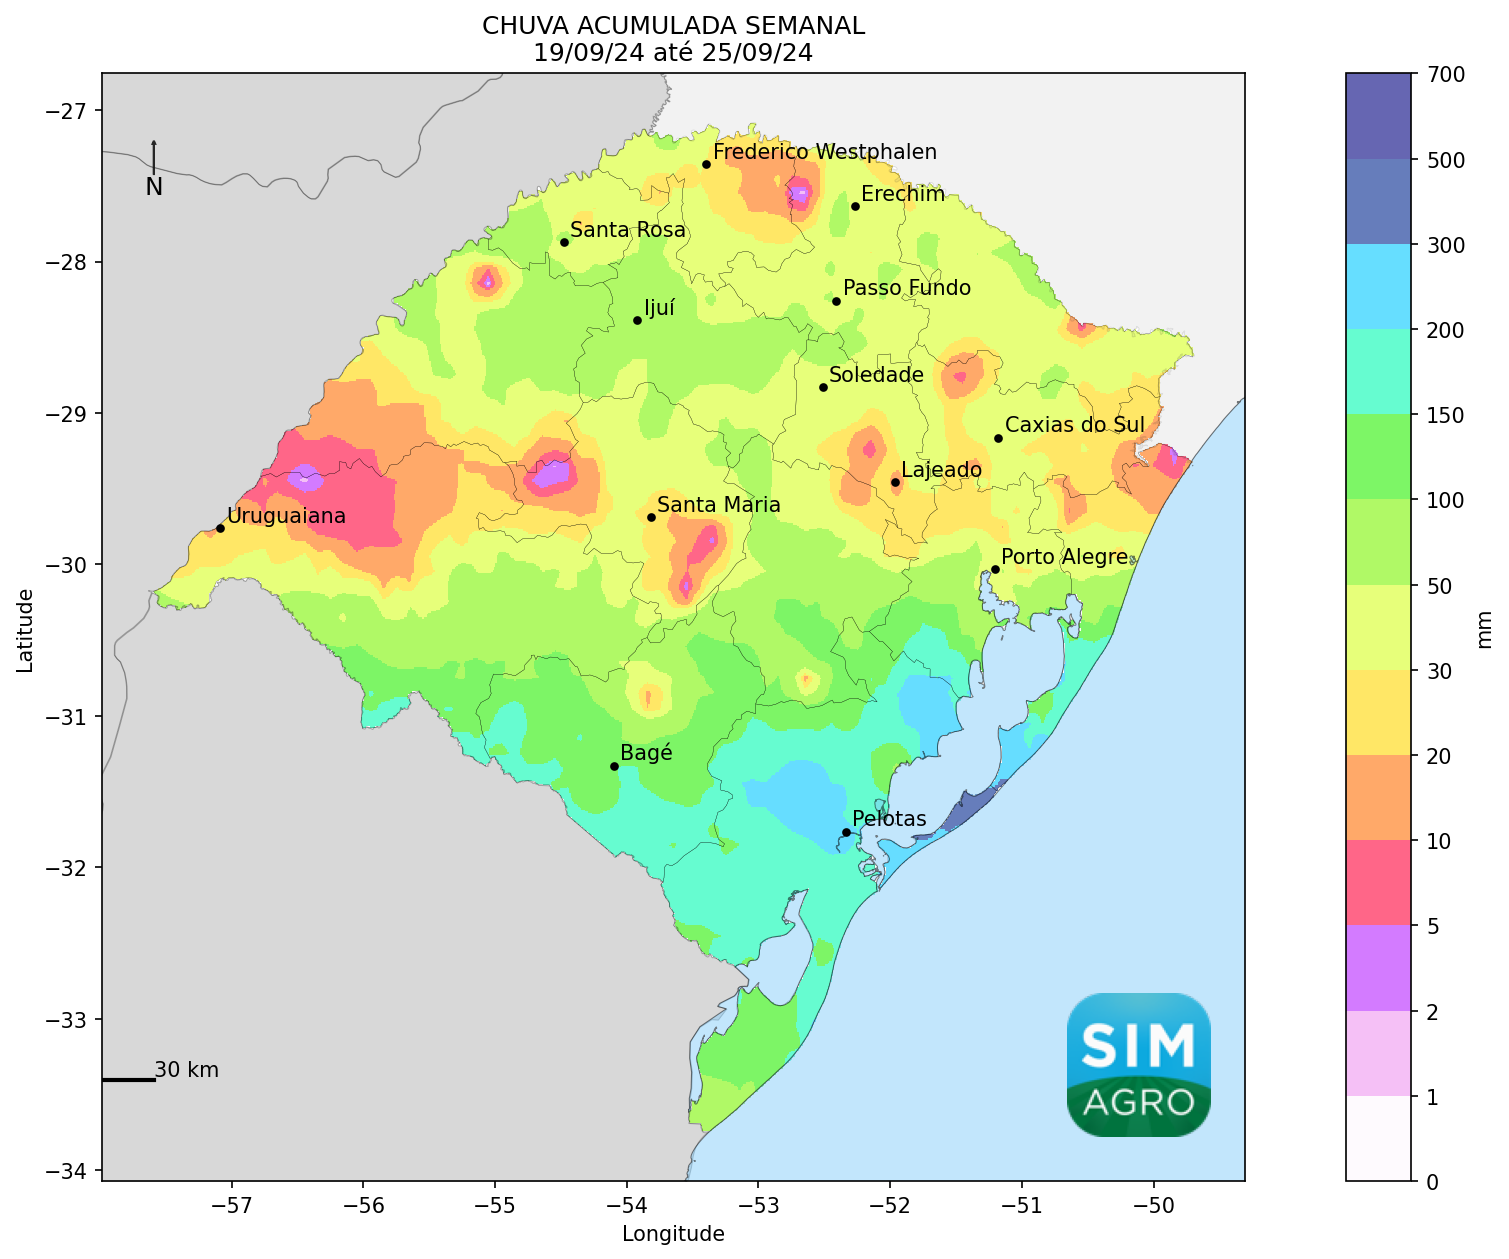 CHUVA ACUMULADA SEMANAL
19/09/24 até 25/09/24
−27
−28
−29
−30
−31
−32
−33
−34
Latitude
N
Frederico Westphalen
Erechim
Santa Rosa
Passo Fundo
Ijuí
Soledade
Caxias do Sul
Lajeado
Santa Maria
Uruguaiana
Porto Alegre
Bagé
Pelotas
30 km
SIM
AGRO
−57
−56
−55
−54
−53
−52
−51
−50
Longitude
700
500
300
200
150
100
50
30
20
10
5
2
1
0
mm